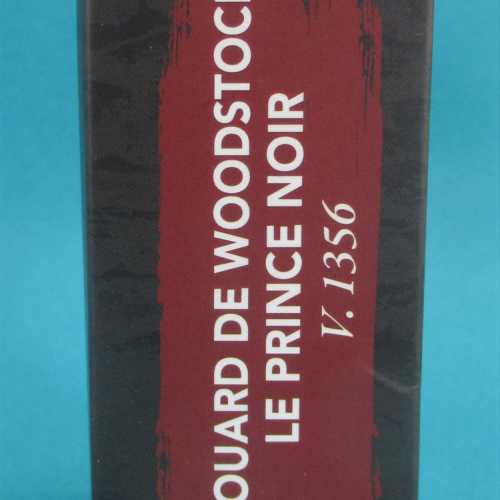 OUARD DE WOODSTOC
LE PRINCE NOIR
V. 1356